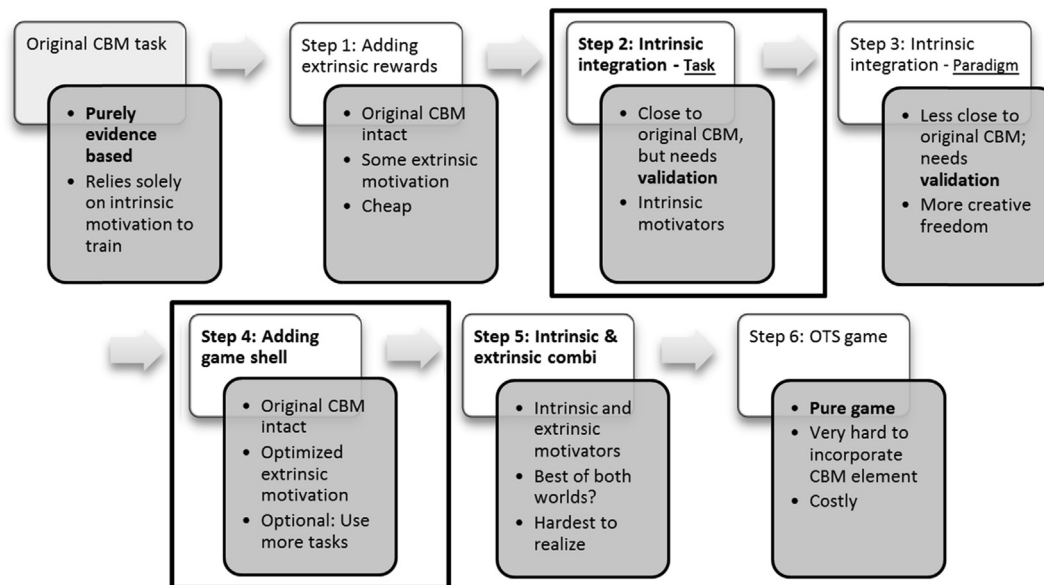 Original CBM task
• Purely
evidence
based
• Relies solely
on intrinsic
motivation to
train
Step 1: Adding
extrinsic rewards
• Original CBM
intact
• Some extrinsic
motivation
• Cheap
Step 2: Intrinsic
integration - Task
• Close to
original CBM,
but needs
validation
• Intrinsic
motivators
Step 3: Intrinsic
integration - Paradigm
• Less close to
original CBM;
needs
validation
• More creative
freedom
Step 4: Adding
game shell
• Original CBM
intact
• Optimized
extrinsic
motivation
• Optional: Use
more tasks
Step 5: Intrinsic &
extrinsic combi
• Intrinsic and
extrinsic
motivators
• Best of both
worlds?
• Hardest to
realize
Step 6: OTS game
• Pure game
• Very hard to
incorporate
CBM element
• Costly